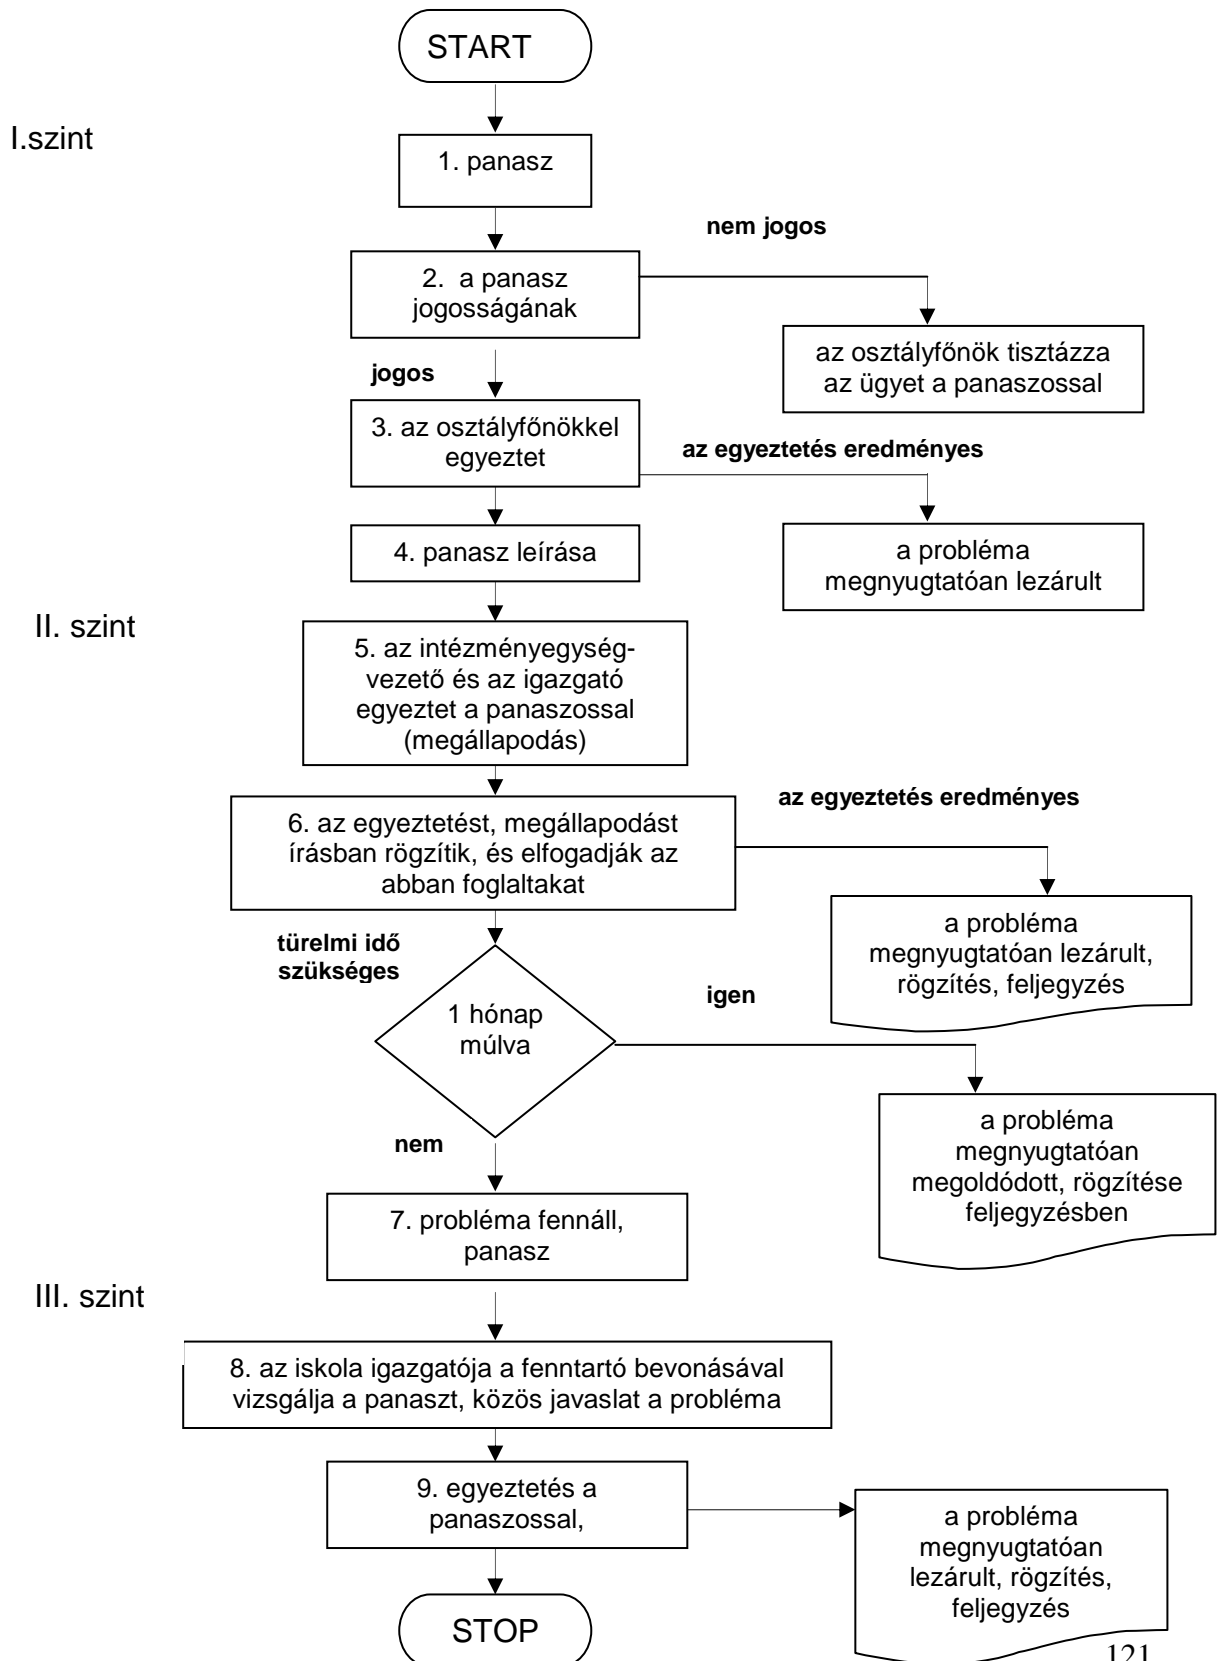 START
I.szint
1. panasz
nem jogos
2. a panasz
jogosságának
az osztályfőnök tisztázza
az ügyet a panaszossal
jogos
3. az osztályfőnökkel
egyeztet
az egyeztetés eredményes
4. panasz leírása
a probléma
megnyugtatóan lezárult
II. szint
5. az intézményegység-
vezető és az igazgató
egyeztet a panaszossal
(megállapodás)
az egyeztetés eredményes
6. az egyeztetést, megállapodást
írásban rögzítik, és elfogadják az
abban foglaltakat
a probléma
megnyugtatóan lezárult,
rögzítés, feljegyzés
türelmi idő
szükséges
igen
1 hónap
múlva
a probléma
megnyugtatóan
megoldódott, rögzítése
feljegyzésben
nem
7. probléma fennáll,
panasz
III. szint
8. az iskola igazgatója a fenntartó bevonásával
vizsgálja a panaszt, közös javaslat a probléma
9. egyeztetés a
panaszossal,
a probléma
megnyugtatóan
lezárult, rögzítés,
feljegyzés
STOP
121